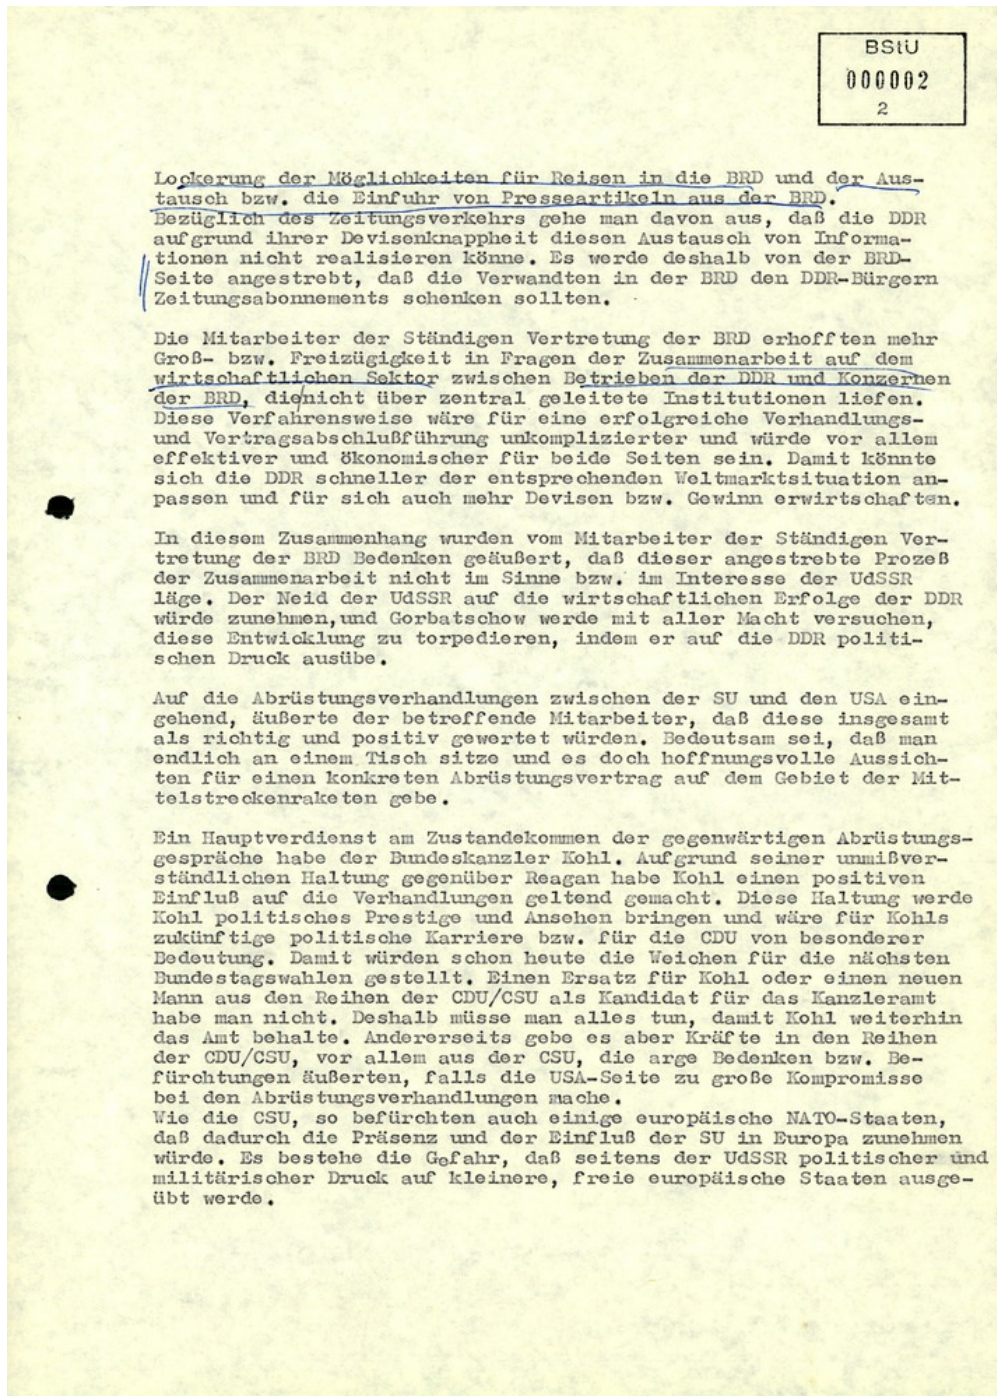 BStU
000002
2
Lockerung der Möglichkeiten für Reisen in die BRD und der Aus-
tausch bzw. die Einfuhr von Presseartikeln aus der BRD.
Bezüglich des Zeitungsverkehrs gehe man davon aus, daß die DDR
aufgrund ihrer Devisenknappheit diesen Austausch von Informa-
tionen nicht realisieren könne. Es werde deshalb von der BRD-
Seite angestrebt, daß die Verwandten in der BRD den DDR-Bürgern
Zeitungsabonnements schenken sollten.
Die Mitarbeiter der Ständigen Vertretung der BRD erhofften mehr
Groß- bzw. Freizügigkeit in Fragen der Zusammenarbeit auf dem
wirtschaftlichen Sektor zwischen Betrieben der DDR und Konzernen
der BRD, die/nicht über zentral geleitete Institutionen liefen.
Diese Verfahrensweise wäre für eine erfolgreiche Verhandlungs-
und Vertragsabschlußführung unkomplizierter und würde vor allem
effektiver und ökonomischer für beide Seiten sein. Damit könnte
sich die DDR schneller der entsprechenden Weltmarktsituation an-
passen und für sich auch mehr Devisen bzw. Gewinn erwirtschaften.
In diesem Zusammenhang wurden vom Mitarbeiter der Ständigen Ver-
tretung der BRD Bedenken geäußert, daß dieser angestrebte Prozeß
der Zusammenarbeit nicht im Sinne bzw. im Interesse der UdSSR
läge. Der Neid der UdSSR auf die wirtschaftlichen Erfolge der DDR
würde zunehmen,und Gorbatschow werde mit aller Macht versuchen,
diese Entwicklung zu torpedieren, indem er auf die DDR politi-
schen Druck ausübe.
Auf die Abrüstungsverhandlungen zwischen der SU und den USA ein-
gehend, äußerte der betreffende Mitarbeiter, daß diese insgesamt
als richtig und positiv gewertet würden. Bedeutsam sei, daß man
endlich an einem Tisch sitze und es doch hoffnungsvolle Aussich-
ten für einen konkreten Abrüstungsvertrag auf dem Gebiet der Mit-
telstreckenraketen gebe.
Ein Hauptverdienst am Zustandekommen der gegenwärtigen Abrüstungs-
gespräche habe der Bundeskanzler Kohl. Aufgrund seiner unmißver-
ständlichen Haltung gegenüber Reagan habe Kohl einen positiven
Einfluß auf die Verhandlungen geltend gemacht. Diese Haltung werde
Kohl politisches Prestige und Ansehen bringen und wäre für Kohls
zukünftige politische Karriere bzw. für die CDU von besonderer
Bedeutung. Damit würden schon heute die Weichen für die nächsten
Bundestagswahlen gestellt. Einen Ersatz für Kohl oder einen neuen
Mann aus den Reihen der CDU/CSU als Kandidat für das Kanzleramt
habe man nicht. Deshalb müsse man alles tun, damit Kohl weiterhin
das Amt behalte. Andererseits gebe es aber Kräfte in den Reihen
der CDU/CSU, vor allem aus der CSU, die arge Bedenken bzw. Be-
fürchtungen äußerten, falls die USA-Seite zu große Kompromisse
bei den Abrüstungsverhandlungen mache.
Wie die CSU, so befürchten auch einige europäische NATO-Staaten,
daß dadurch die Präsenz und der Einfluß der SU in Europa zunehmen
würde. Es bestehe die Gefahr, daß seitens der UdSSR politischer und
militärischer Druck auf kleinere, freie europäische Staaten ausge-
übt werde.